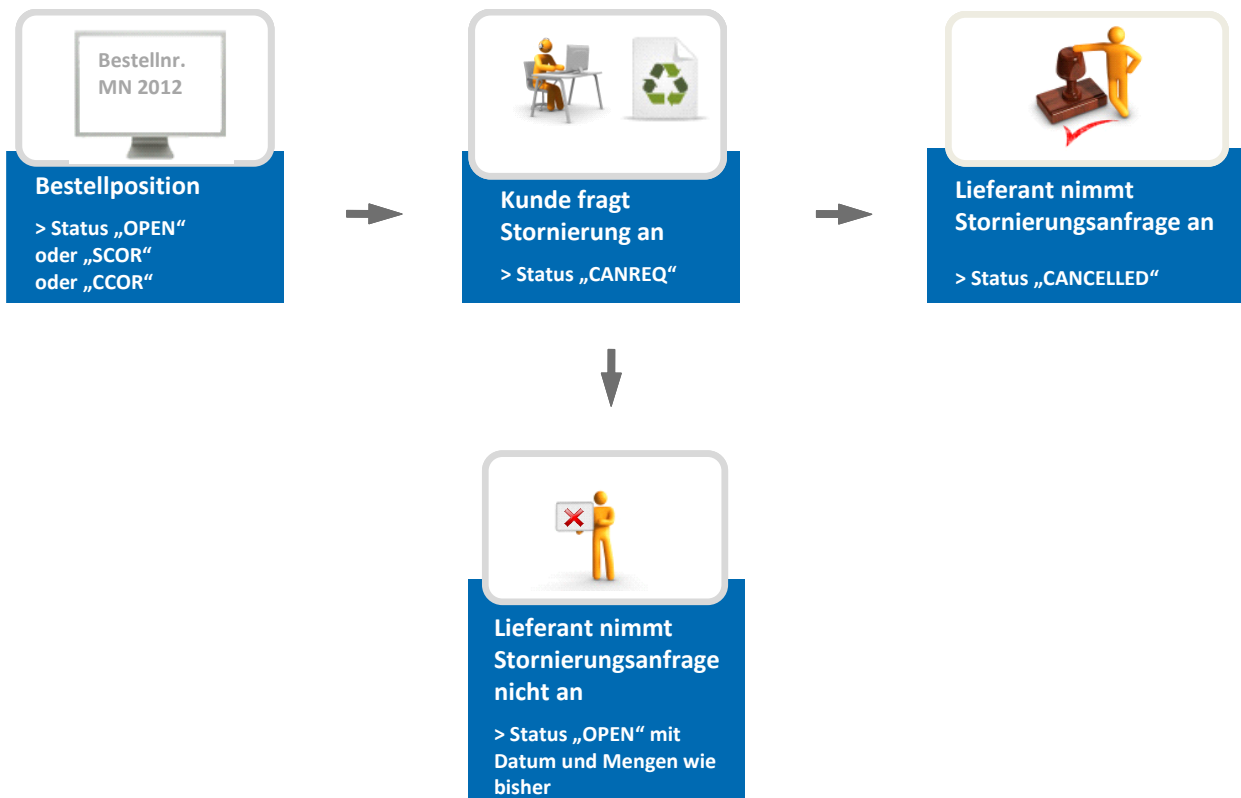 Bestellnr.
MN 2012
Bestellposition
> Status „OPEN“
oder „SCOR“
oder „CCOR“
Kunde fragt
Stornierung an
> Status „CANREQ“
Lieferant nimmt
Stornierungsanfrage an
> Status „CANCELLED“
Lieferant nimmt
Stornierungsanfrage
nicht an
> Status „OPEN“ mit
Datum und Mengen wie
bisher